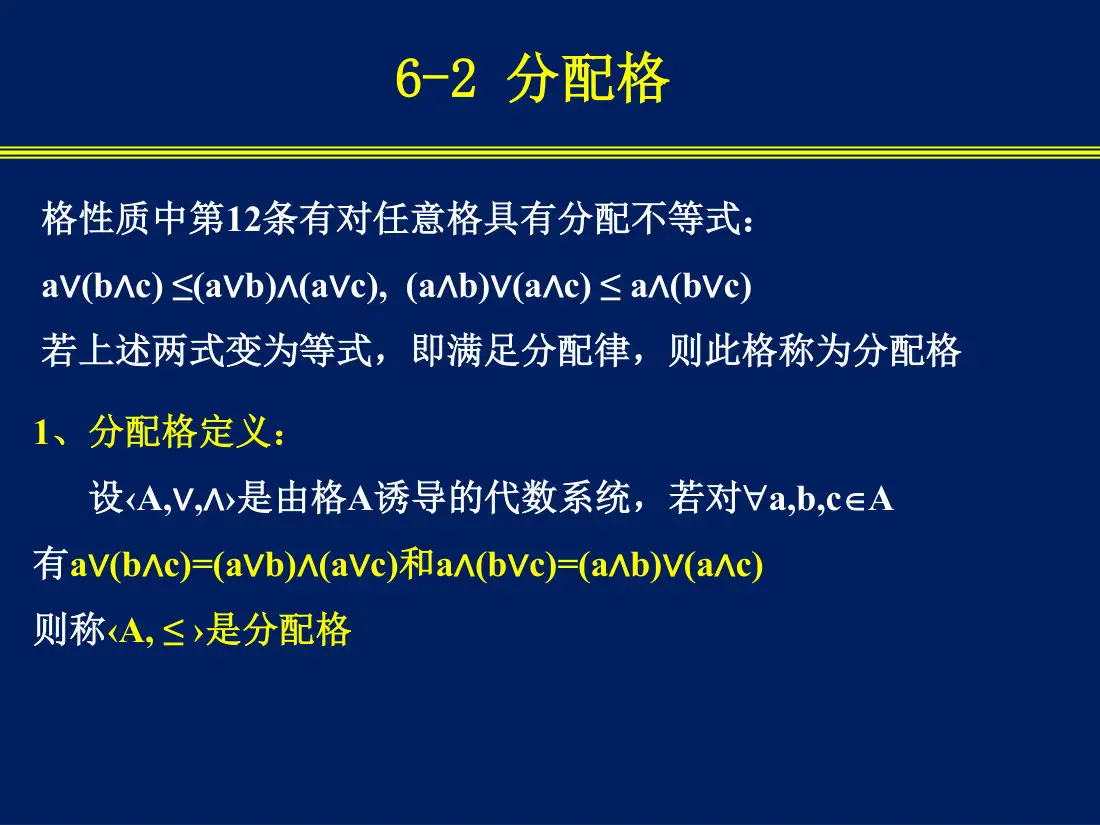 6-2 分配格
格性质中第12条有对任意格具有分配不等式：
a∨(b∧c) ≤(a∨b)∧(a∨c), (a∧b)∨(a∧c) ≤ a∧(b∨c)
若上述两式变为等式，即满足分配律，则此格称为分配格
1、分配格定义：
设‹A,∨,∧›是由格A诱导的代数系统，若对∀a,b,c∈A
有a∨(b∧c)=(a∨b)∧(a∨c)和a∧(b∨c)=(a∧b)∨(a∧c)
则称‹A, ≤ ›是分配格